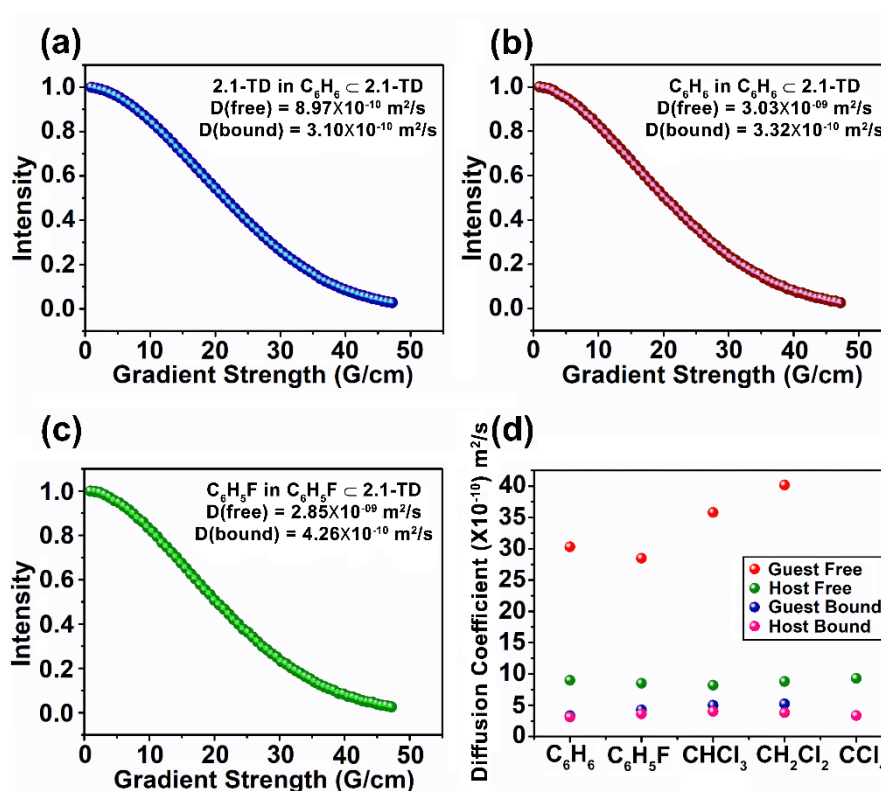 (a)
1.0
0.8
0.6
0.4
0.2
0.0
Intensity
2.1-TD in C₆H₆ ⊂ 2.1-TD
D(free) = 8.97X10⁻¹⁰ m²/s
D(bound) = 3.10X10⁻¹⁰ m²/s
0 10 20 30 40 50
Gradient Strength (G/cm)
(b)
1.0
0.8
0.6
0.4
0.2
0.0
Intensity
C₆H₆ in C₆H₆ ⊂ 2.1-TD
D(free) = 3.03X10⁻⁰⁹ m²/s
D(bound) = 3.32X10⁻¹⁰ m²/s
0 10 20 30 40 50
Gradient Strength (G/cm)
(c)
1.0
0.8
0.6
0.4
0.2
0.0
Intensity
C₆H₅F in C₆H₅F ⊂ 2.1-TD
D(free) = 2.85X10⁻⁰⁹ m²/s
D(bound) = 4.26X10⁻¹⁰ m²/s
0 10 20 30 40 50
Gradient Strength (G/cm)
(d)
40
35
30
25
20
15
10
5
0
Diffusion Coefficient (X10⁻¹⁰) m²/s
Guest Free
Host Free
Guest Bound
Host Bound
C₆H₆ C₆H₅F CHCl₃ CH₂Cl₂ CCl